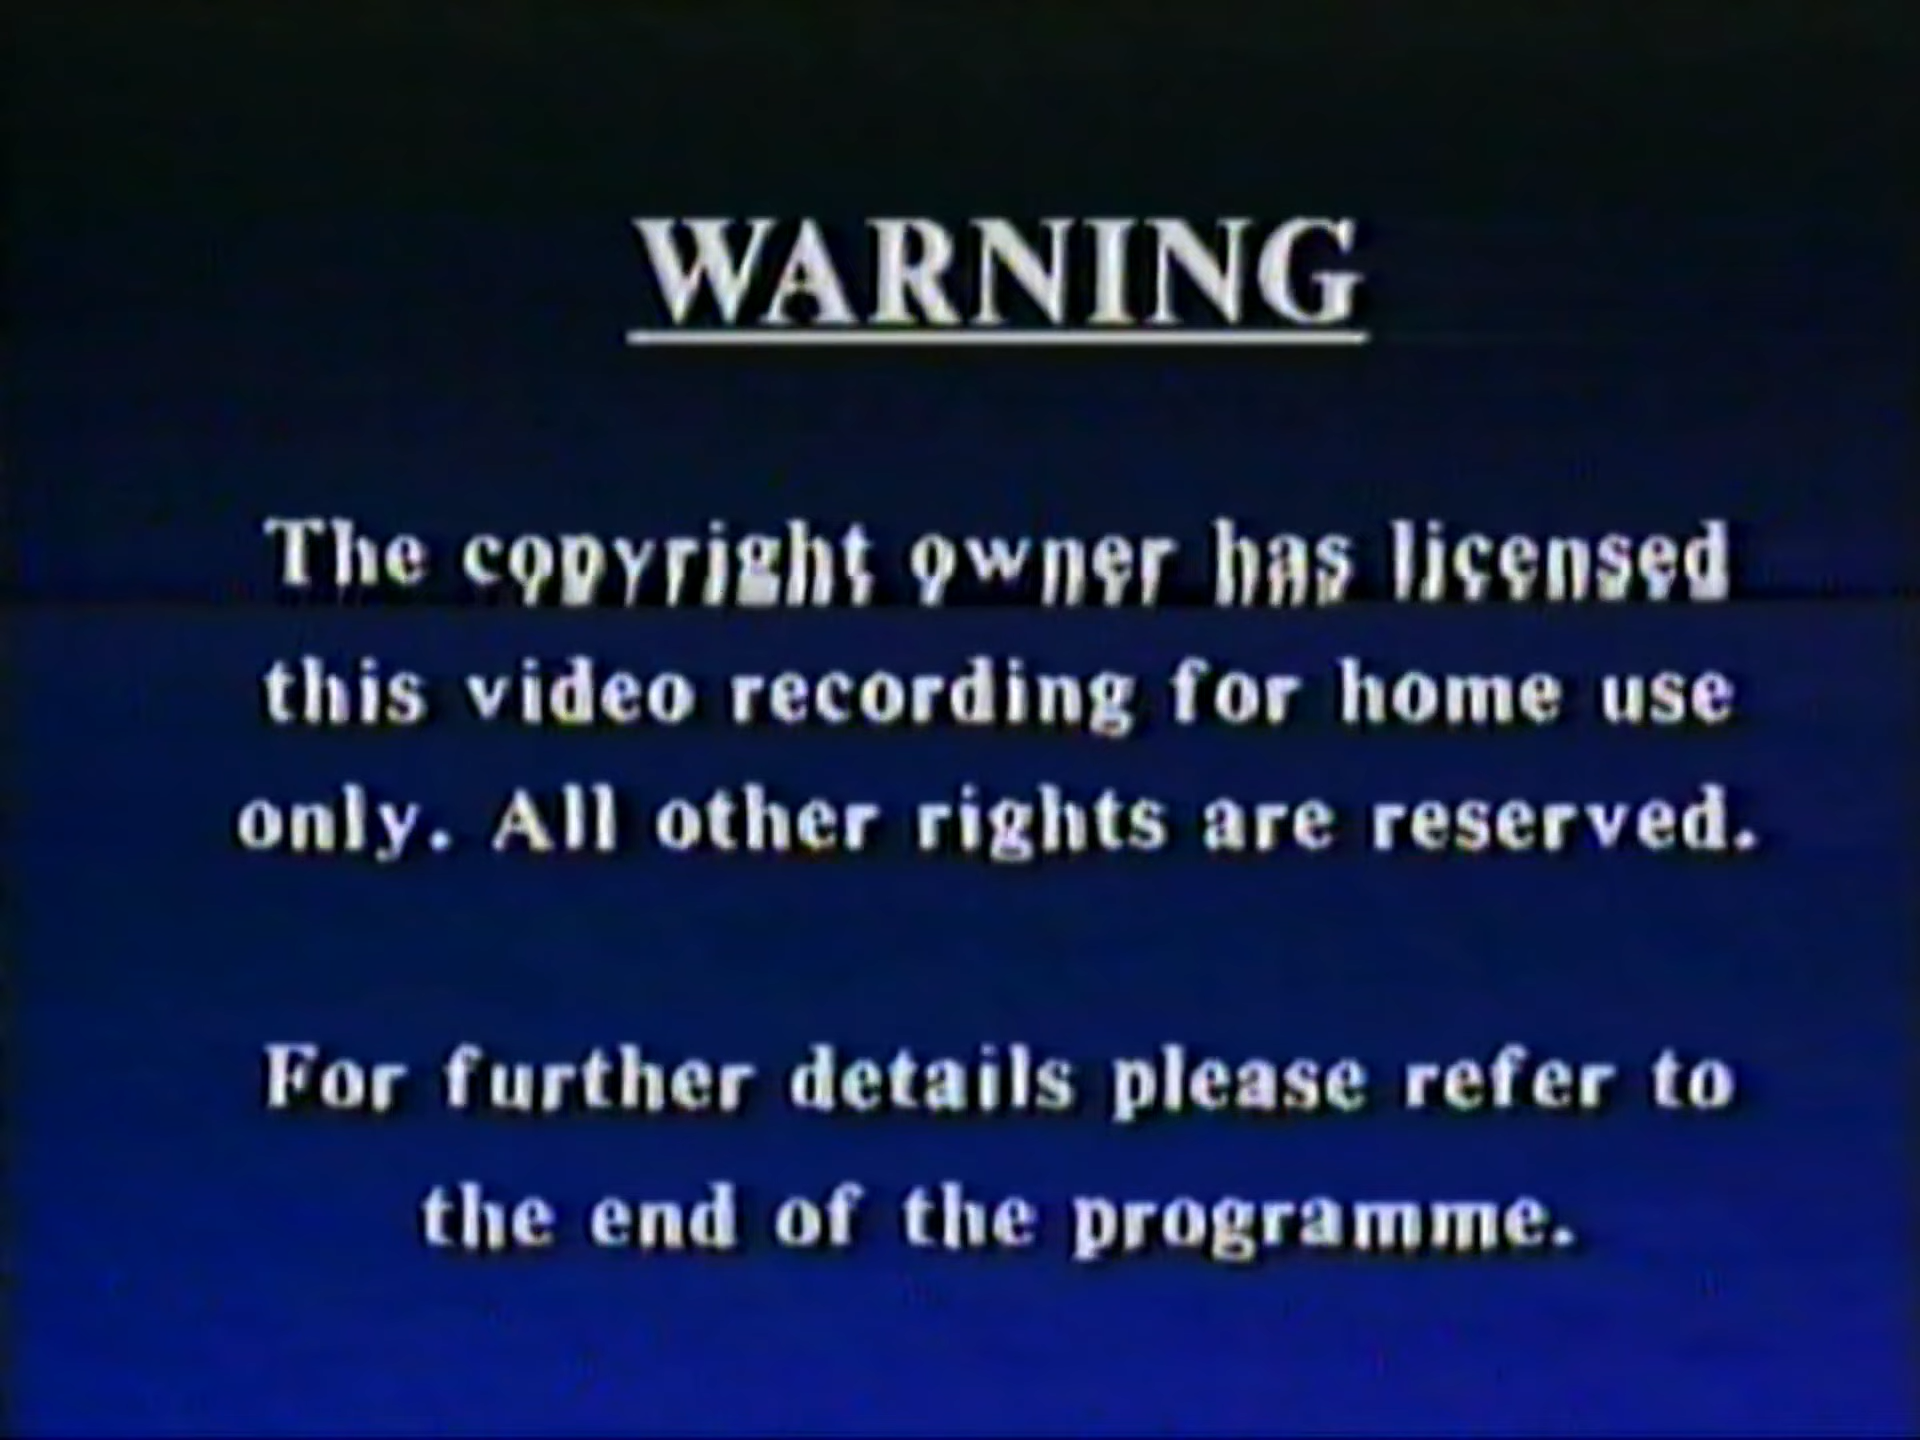 WARNING
The copyright owner has licensed
this video recording for home use
only. All other rights are reserved.
For further details please refer to
the end of the programme.